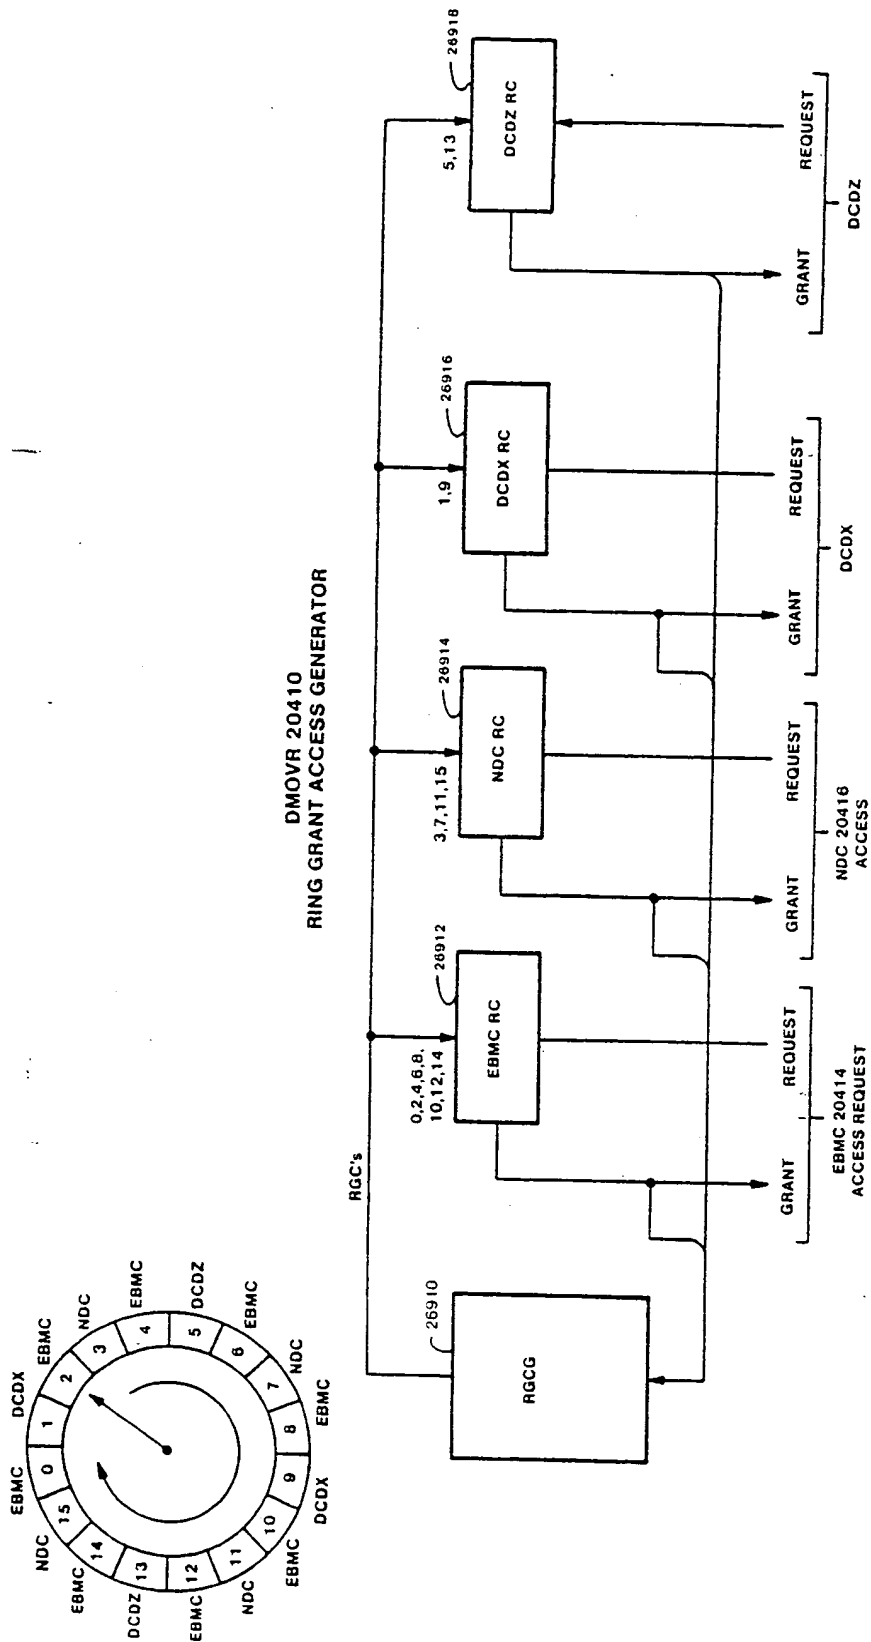 DMOVR 20410
RING GRANT ACCESS GENERATOR
EBMC
DCDX
EBMC
NDC
EBMC
DCDZ
EBMC
NDC
EBMC
DCDX
EBMC
NDC
EBMC
DCDZ
EBMC
NDC
0
1
2
3
4
5
6
7
8
9
10
11
12
13
14
15
RGC's
26910
RGCG
0,2,4,6,8,
10,12,14
26912
EBMC RC
3,7,11,15
26914
NDC RC
1,9
26916
DCDX RC
5,13
26918
DCDZ RC
GRANT
REQUEST
EBMC 20414
ACCESS REQUEST
GRANT
REQUEST
NDC 20416
ACCESS
GRANT
REQUEST
DCDX
GRANT
REQUEST
DCDZ